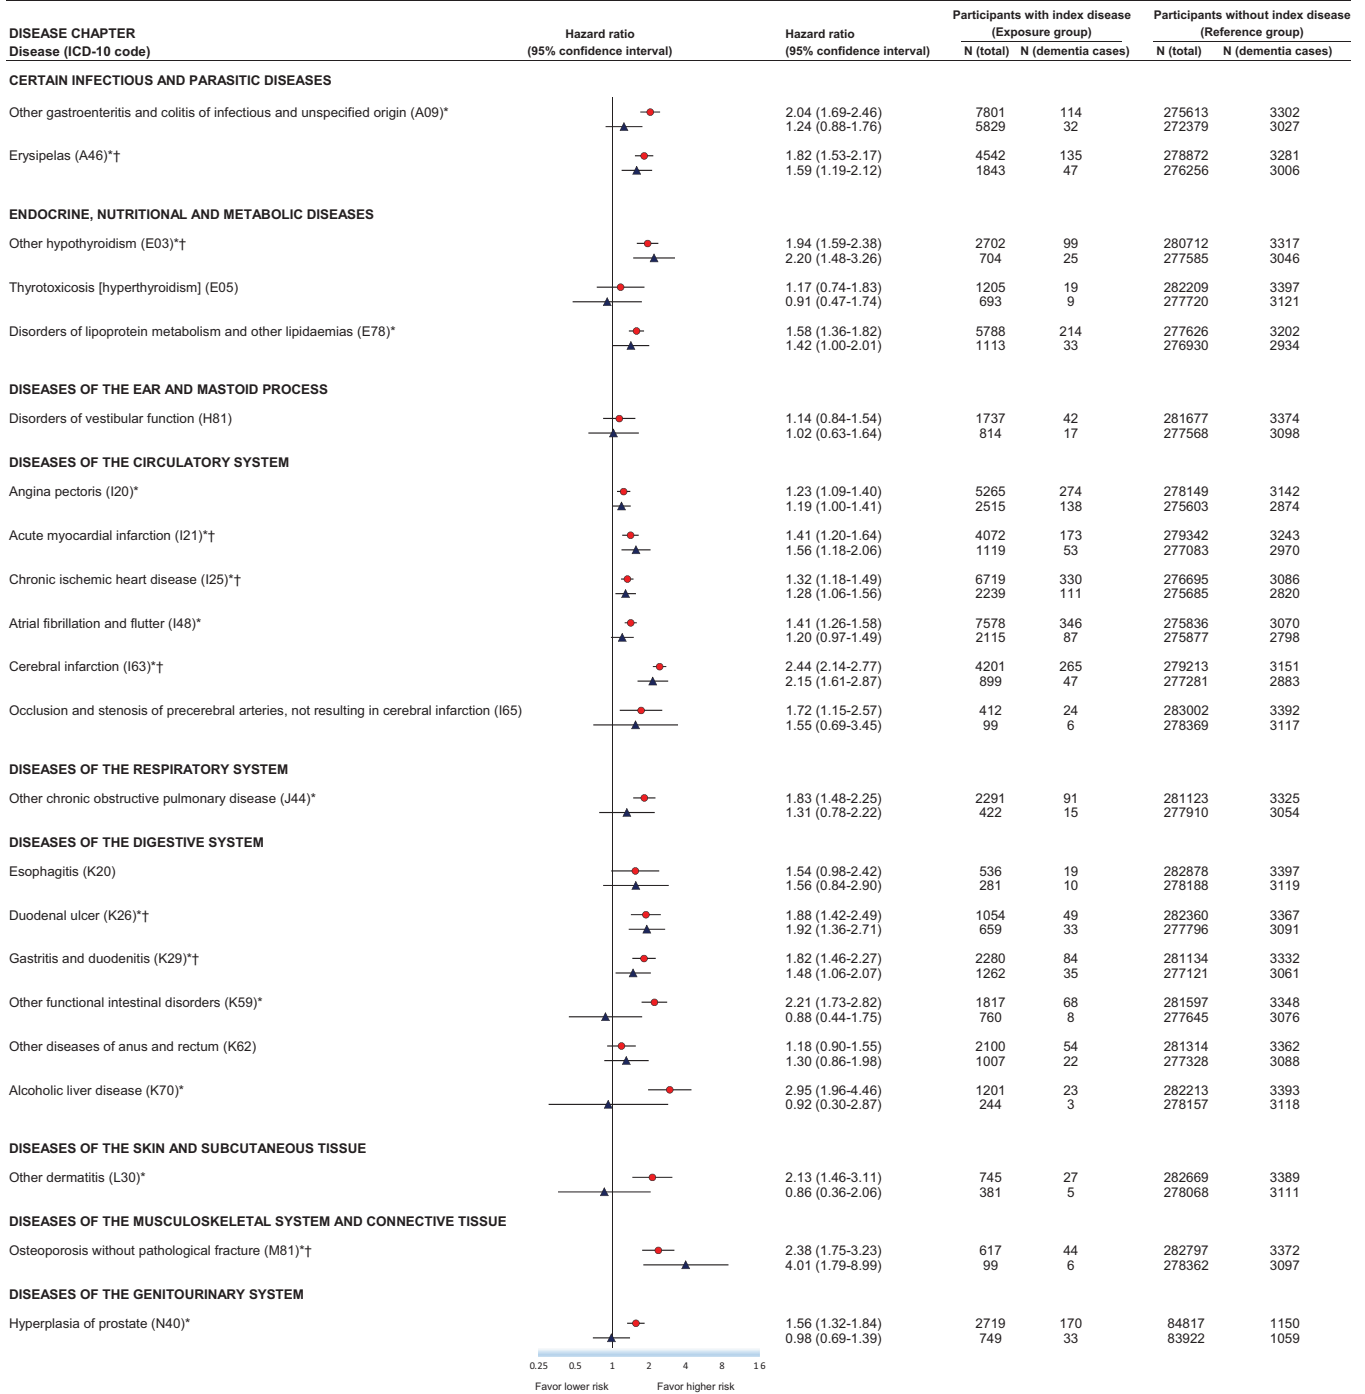 Participants with index disease Participants without index disease
DISEASE CHAPTER Hazard ratio Hazard ratio (Exposure group) (Reference group)
Disease (ICD-10 code) (95% confidence interval) (95% confidence interval) N (total) N (dementia cases) N (total) N (dementia cases)
CERTAIN INFECTIOUS AND PARASITIC DISEASES
Other gastroenteritis and colitis of infectious and unspecified origin (A09)* 2.04 (1.69-2.46) 7801 114 275613 3302
1.24 (0.88-1.76) 5829 32 272379 3027
Erysipelas (A46)*† 1.82 (1.53-2.17) 4542 135 278872 3281
1.59 (1.19-2.12) 1843 47 276256 3006
ENDOCRINE, NUTRITIONAL AND METABOLIC DISEASES
Other hypothyroidism (E03)*† 1.94 (1.59-2.38) 2702 99 280712 3317
2.20 (1.48-3.26) 704 25 277585 3046
Thyrotoxicosis [hyperthyroidism] (E05) 1.17 (0.74-1.83) 1205 19 282209 3397
0.91 (0.47-1.74) 693 9 277720 3121
Disorders of lipoprotein metabolism and other lipidaemias (E78)* 1.58 (1.36-1.82) 5788 214 277626 3202
1.42 (1.00-2.01) 1113 33 276930 2934
DISEASES OF THE EAR AND MASTOID PROCESS
Disorders of vestibular function (H81) 1.14 (0.84-1.54) 1737 42 281677 3374
1.02 (0.63-1.64) 814 17 277568 3098
DISEASES OF THE CIRCULATORY SYSTEM
Angina pectoris (I20)* 1.23 (1.09-1.40) 5265 274 278149 3142
1.19 (1.00-1.41) 2515 138 275603 2874
Acute myocardial infarction (I21)*† 1.41 (1.20-1.64) 4072 173 279342 3243
1.56 (1.18-2.06) 1119 53 277083 2970
Chronic ischemic heart disease (I25)*† 1.32 (1.18-1.49) 6719 330 276695 3086
1.28 (1.06-1.56) 2239 111 275685 2820
Atrial fibrillation and flutter (I48)* 1.41 (1.26-1.58) 7578 346 275836 3070
1.20 (0.97-1.49) 2115 87 275877 2798
Cerebral infarction (I63)*† 2.44 (2.14-2.77) 4201 265 279213 3151
2.15 (1.61-2.87) 899 47 277281 2883
Occlusion and stenosis of precerebral arteries, not resulting in cerebral infarction (I65) 1.72 (1.15-2.57) 412 24 283002 3392
1.55 (0.69-3.45) 99 6 278369 3117
DISEASES OF THE RESPIRATORY SYSTEM
Other chronic obstructive pulmonary disease (J44)* 1.83 (1.48-2.25) 2291 91 281123 3325
1.31 (0.78-2.22) 422 15 277910 3054
DISEASES OF THE DIGESTIVE SYSTEM
Esophagitis (K20) 1.54 (0.98-2.42) 536 19 282878 3397
1.56 (0.84-2.90) 281 10 278188 3119
Duodenal ulcer (K26)*† 1.88 (1.42-2.49) 1054 49 282360 3367
1.92 (1.36-2.71) 659 33 277796 3091
Gastritis and duodenitis (K29)*† 1.82 (1.46-2.27) 2280 84 281134 3332
1.48 (1.06-2.07) 1262 35 277121 3061
Other functional intestinal disorders (K59)* 2.21 (1.73-2.82) 1817 68 281597 3348
0.88 (0.44-1.75) 760 8 277645 3076
Other diseases of anus and rectum (K62) 1.18 (0.90-1.55) 2100 54 281314 3362
1.30 (0.86-1.98) 1007 22 277328 3088
Alcoholic liver disease (K70)* 2.95 (1.96-4.46) 1201 23 282213 3393
0.92 (0.30-2.87) 244 3 278157 3118
DISEASES OF THE SKIN AND SUBCUTANEOUS TISSUE
Other dermatitis (L30)* 2.13 (1.46-3.11) 745 27 282669 3389
0.86 (0.36-2.06) 381 5 278068 3111
DISEASES OF THE MUSCULOSKELETAL SYSTEM AND CONNECTIVE TISSUE
Osteoporosis without pathological fracture (M81)*† 2.38 (1.75-3.23) 617 44 282797 3372
4.01 (1.79-8.99) 99 6 278362 3097
DISEASES OF THE GENITOURINARY SYSTEM
Hyperplasia of prostate (N40)* 1.56 (1.32-1.84) 2719 170 84817 1150
0.98 (0.69-1.39) 749 33 83922 1059
0.25 0.5 1 2 4 8 16
Favor lower risk Favor higher risk